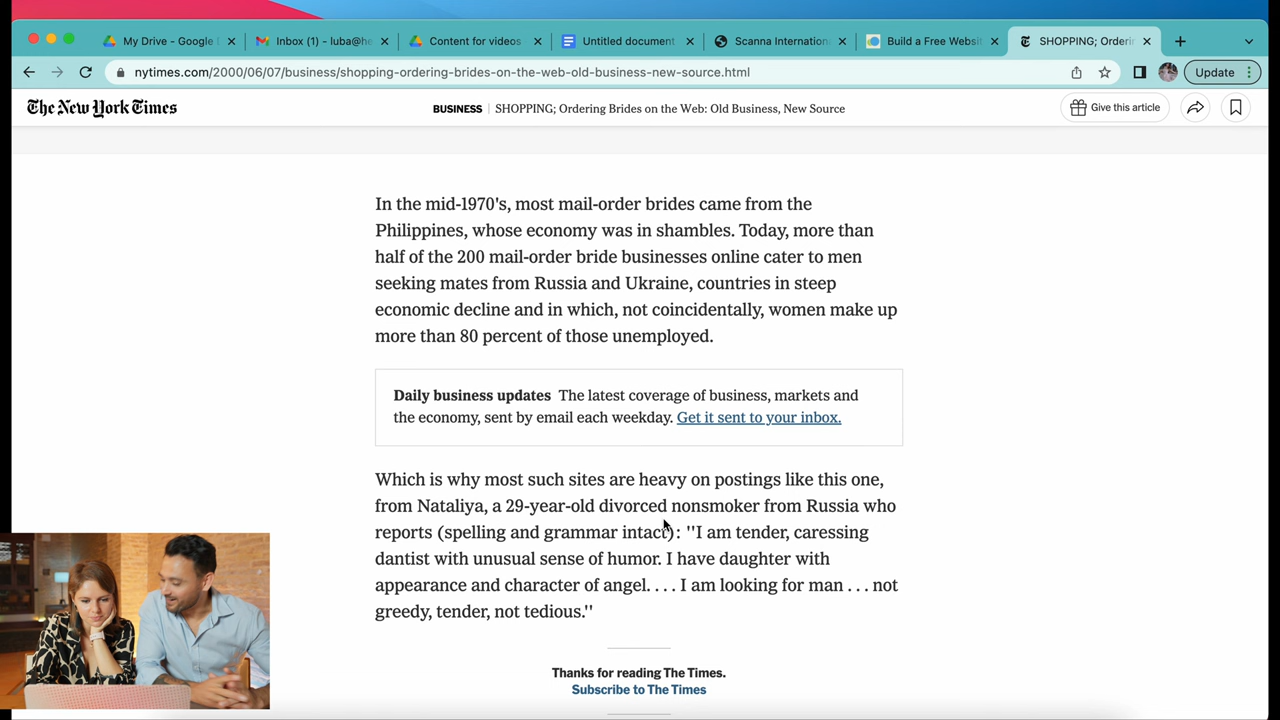 My Drive - Google
Inbox (1) - luba@he
Content for videos
Untitled document
Scanna Internationa
Build a Free Websi
SHOPPING; Orderi
nytimes.com/2000/06/07/business/shopping-ordering-brides-on-the-web-old-business-new-source.html
Update
The New York Times
BUSINESS | SHOPPING; Ordering Brides on the Web: Old Business, New Source
Give this article
In the mid-1970's, most mail-order brides came from the
Philippines, whose economy was in shambles. Today, more than
half of the 200 mail-order bride businesses online cater to men
seeking mates from Russia and Ukraine, countries in steep
economic decline and in which, not coincidentally, women make up
more than 80 percent of those unemployed.
Daily business updates The latest coverage of business, markets and
the economy, sent by email each weekday. Get it sent to your inbox.
Which is why most such sites are heavy on postings like this one,
from Nataliya, a 29-year-old divorced nonsmoker from Russia who
reports (spelling and grammar intact): ''I am tender, caressing
dantist with unusual sense of humor. I have daughter with
appearance and character of angel. . . . I am looking for man . . . not
greedy, tender, not tedious.''
Thanks for reading The Times.
Subscribe to The Times